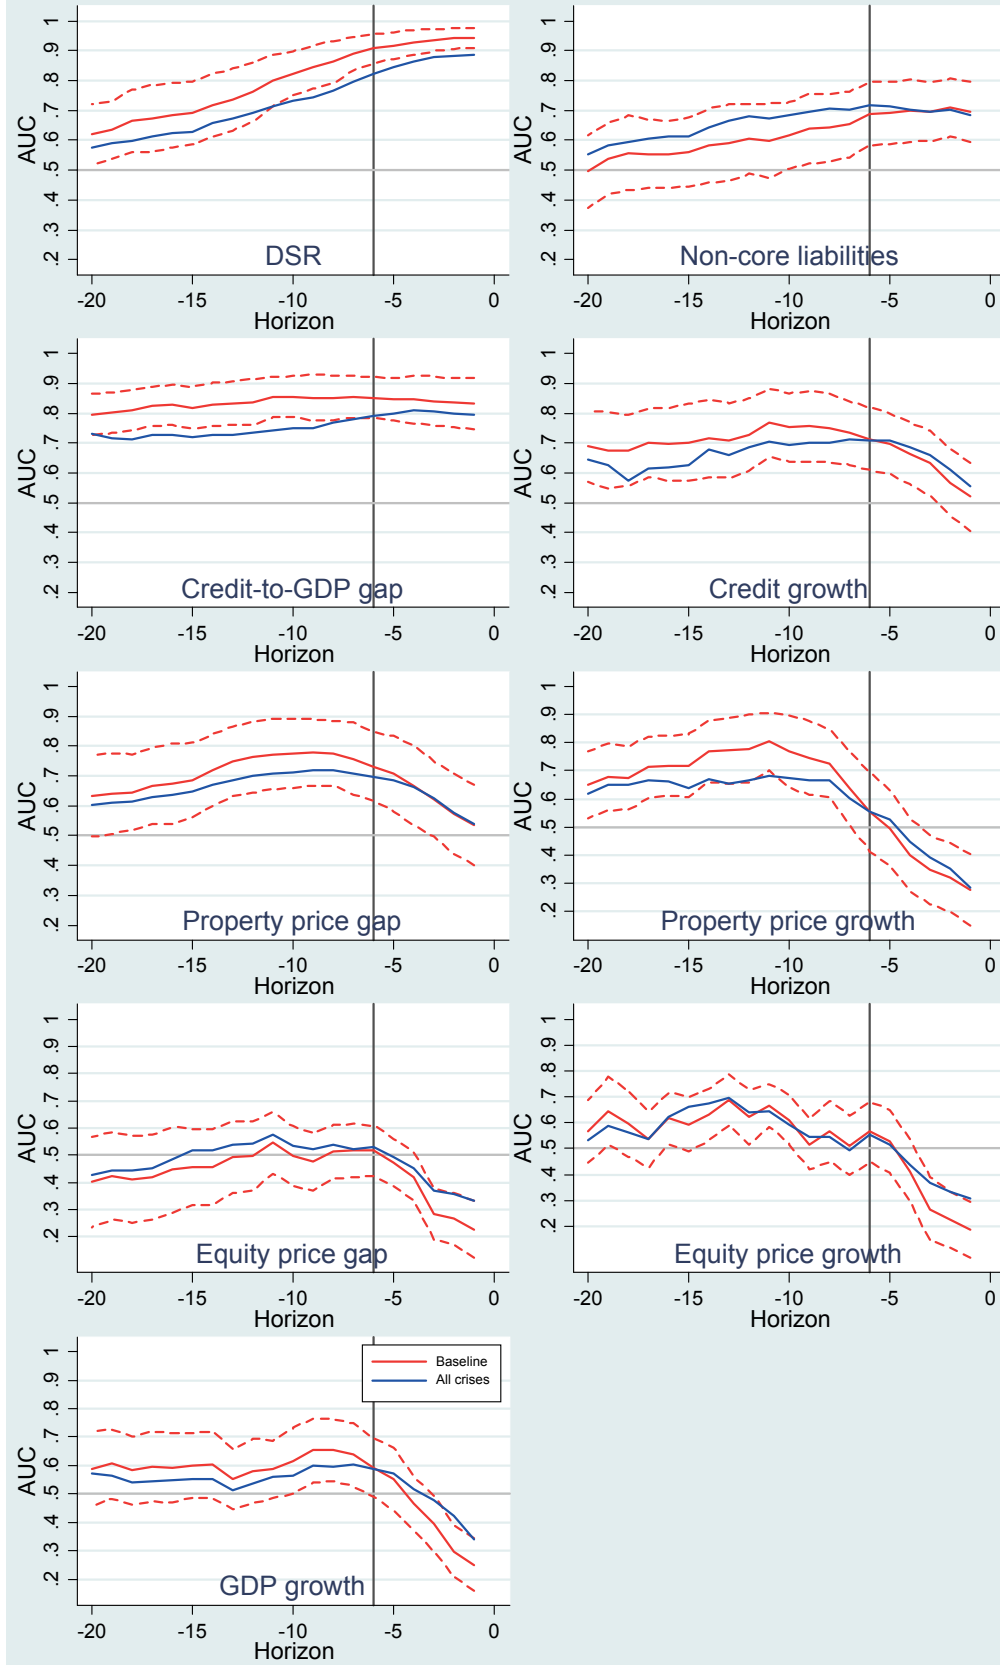 AUC
.2 .3 .4 .5 .6 .7 .8 .9 1
DSR
-20 -15 -10 -5 0
Horizon
AUC
.2 .3 .4 .5 .6 .7 .8 .9 1
Non-core liabilities
-20 -15 -10 -5 0
Horizon
AUC
.2 .3 .4 .5 .6 .7 .8 .9 1
Credit-to-GDP gap
-20 -15 -10 -5 0
Horizon
AUC
.2 .3 .4 .5 .6 .7 .8 .9 1
Credit growth
-20 -15 -10 -5 0
Horizon
AUC
.2 .3 .4 .5 .6 .7 .8 .9 1
Property price gap
-20 -15 -10 -5 0
Horizon
AUC
.2 .3 .4 .5 .6 .7 .8 .9 1
Property price growth
-20 -15 -10 -5 0
Horizon
AUC
.2 .3 .4 .5 .6 .7 .8 .9 1
Equity price gap
-20 -15 -10 -5 0
Horizon
AUC
.2 .3 .4 .5 .6 .7 .8 .9 1
Equity price growth
-20 -15 -10 -5 0
Horizon
AUC
.2 .3 .4 .5 .6 .7 .8 .9 1
Baseline
All crises
GDP growth
-20 -15 -10 -5 0
Horizon